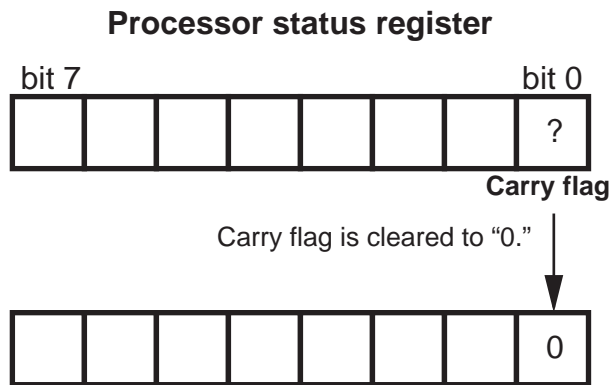 Processor status register
bit 7 bit 0
?
Carry flag
Carry flag is cleared to “0.”
0